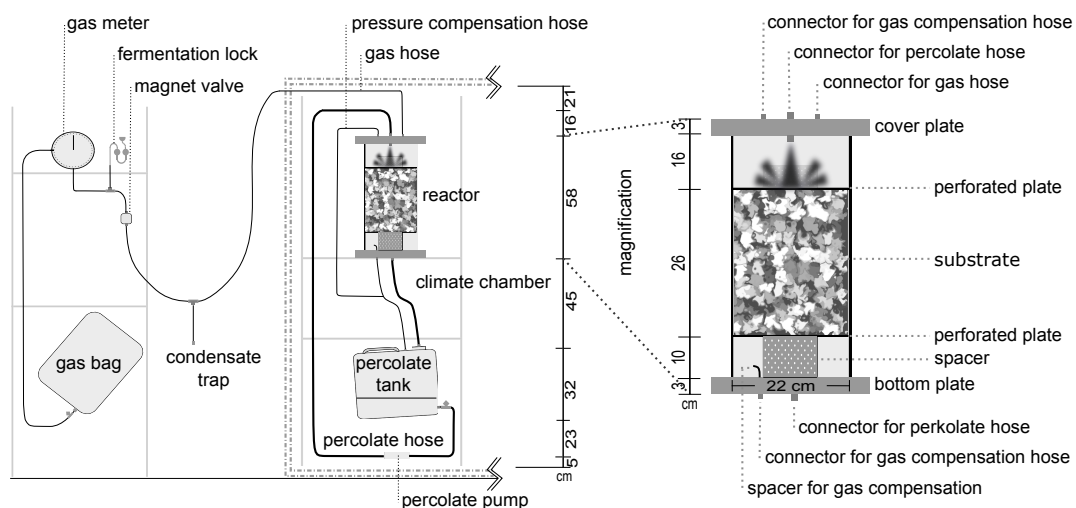 gas meter
fermentation lock
magnet valve
pressure compensation hose
gas hose
reactor
climate chamber
gas bag
condensate
trap
percolate
tank
percolate hose
percolate pump
21
16
58
45
32
23
5
cm
magnification
3
16
26
10
3
cm
connector for gas compensation hose
connector for percolate hose
connector for gas hose
cover plate
perforated plate
substrate
perforated plate
spacer
22 cm
bottom plate
connector for perkolate hose
connector for gas compensation hose
spacer for gas compensation